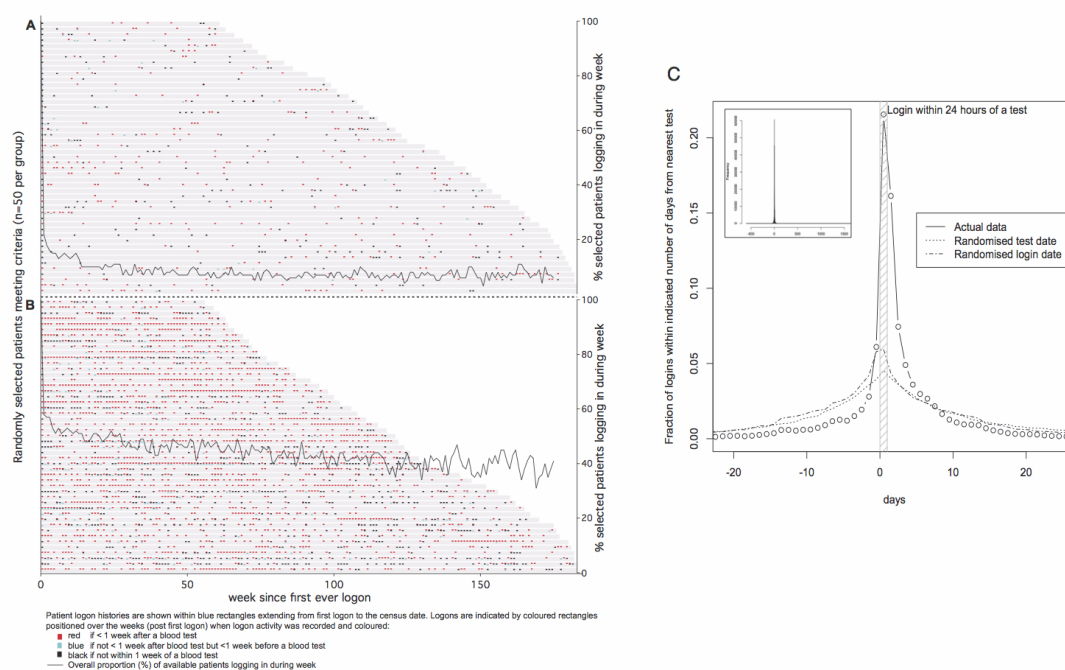 A
Randomly selected patients meeting criteria (n=50 per group)
100
80
60
40
20
% selected patients logging in during week
B
100
80
60
40
20
0
% selected patients logging in during week
0 50 100 150
week since first ever logon
Patient logon histories are shown within blue rectangles extending from first logon to the census date. Logons are indicated by coloured rectangles
positioned over the weeks (post first logon) when logon activity was recorded and coloured:
red if < 1 week after a blood test
blue if not < 1 week after blood test but <1 week before a blood test
black if not within 1 week of a blood test
Overall proportion (%) of available patients logging in during week
C
Fraction of logins within indicated number of days from nearest test
0.20
0.15
0.10
0.05
0.00
Login within 24 hours of a test
Frequency
Actual data
Randomised test date
Randomised login date
-20 -10 0 10 20
days